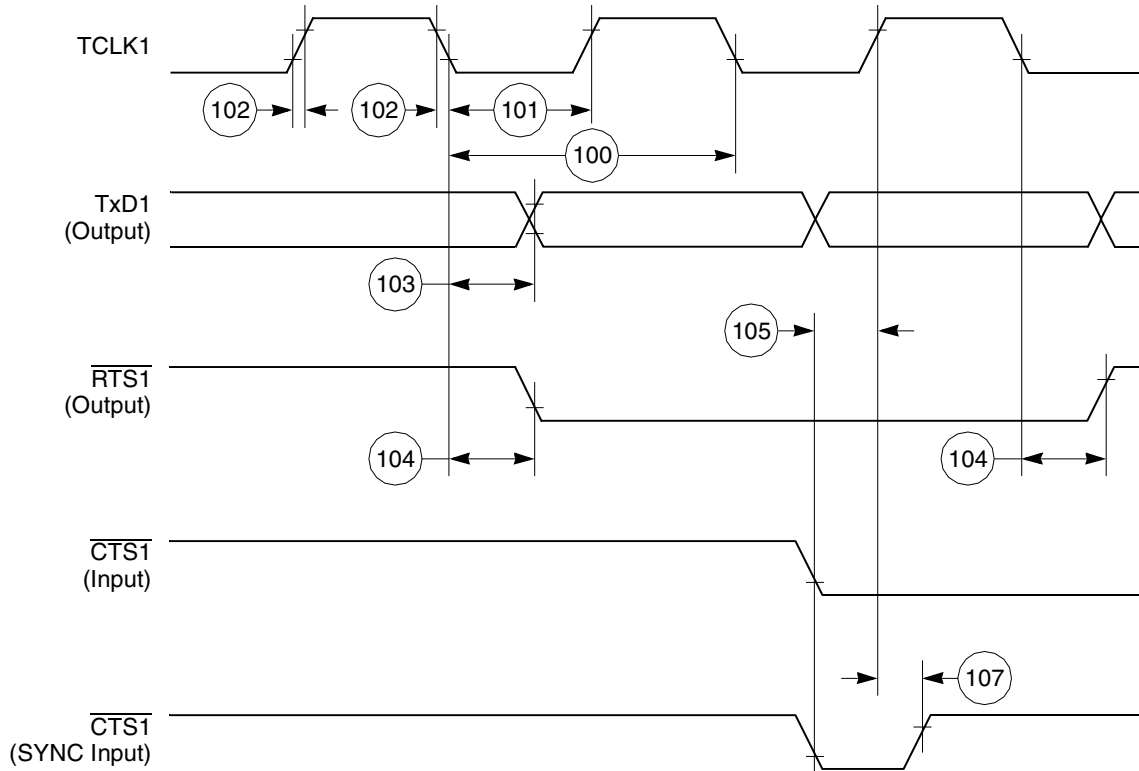 TCLK1
102
102
101
100
TxD1
(Output)
103
105
RTS1
(Output)
104
104
CTS1
(Input)
107
CTS1
(SYNC Input)